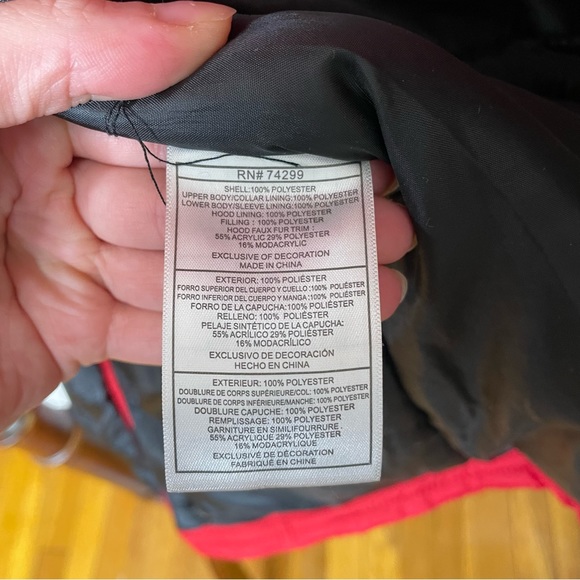 RN# 74299
SHELL:100% POLYESTER
UPPER BODY/COLLAR LINING:100% POLYESTER
LOWER BODY/SLEEVE LINING:100% POLYESTER
HOOD LINING: 100% POLYESTER
FILLING : 100% POLYESTER
HOOD FAUX FUR TRIM :
55% ACRYLIC 29% POLYESTER
16% MODACRYLIC
EXCLUSIVE OF DECORATION
MADE IN CHINA
EXTERIOR: 100% POLIÉSTER
FORRO SUPERIOR DEL CUERPO Y CUELLO :100% POLIÉSTER
FORRO INFERIOR DEL CUERPO Y MANGA :100% POLIÉSTER
FORRO DE LA CAPUCHA:100% POLIÉSTER
RELLENO: 100% POLIÉSTER
PELAJE SINTÉTICO DE LA CAPUCHA:
55% ACRÍLICO 29% POLIÉSTER
16% MODACRÍLICO
EXCLUSIVO DE DECORACIÓN
HECHO EN CHINA
EXTERIEUR: 100% POLYESTER
DOUBLURE DE CORPS SUPÉRIEURE/COL: 100% POLYESTER
DOUBLURE DE CORPS INFÉRIEURE/MANCHE: 100% POLYESTER
DOUBLURE CAPUCHE: 100% POLYESTER
REMPLISSAGE: 100% POLYESTER
GARNITURE EN SIMILIFOURRURE :
55% ACRYLIQUE 29% POLYESTER
16% MODACRYLIQUE
EXCLUSIVÉ DE DÉCORATION
FABRIQUÉ EN CHINE